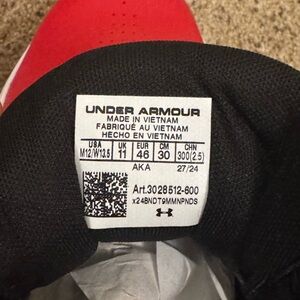 UNDER ARMOUR
MADE IN VIETNAM
FABRIQUÉ AU VIETNAM
HECHO EN VIETNAM
USA UK EUR CM CHN
M12/W13.5 11 46 30 300(2.5)
AKA 27/24
Art.3028512-600
x24BNDT9MMNPNDS